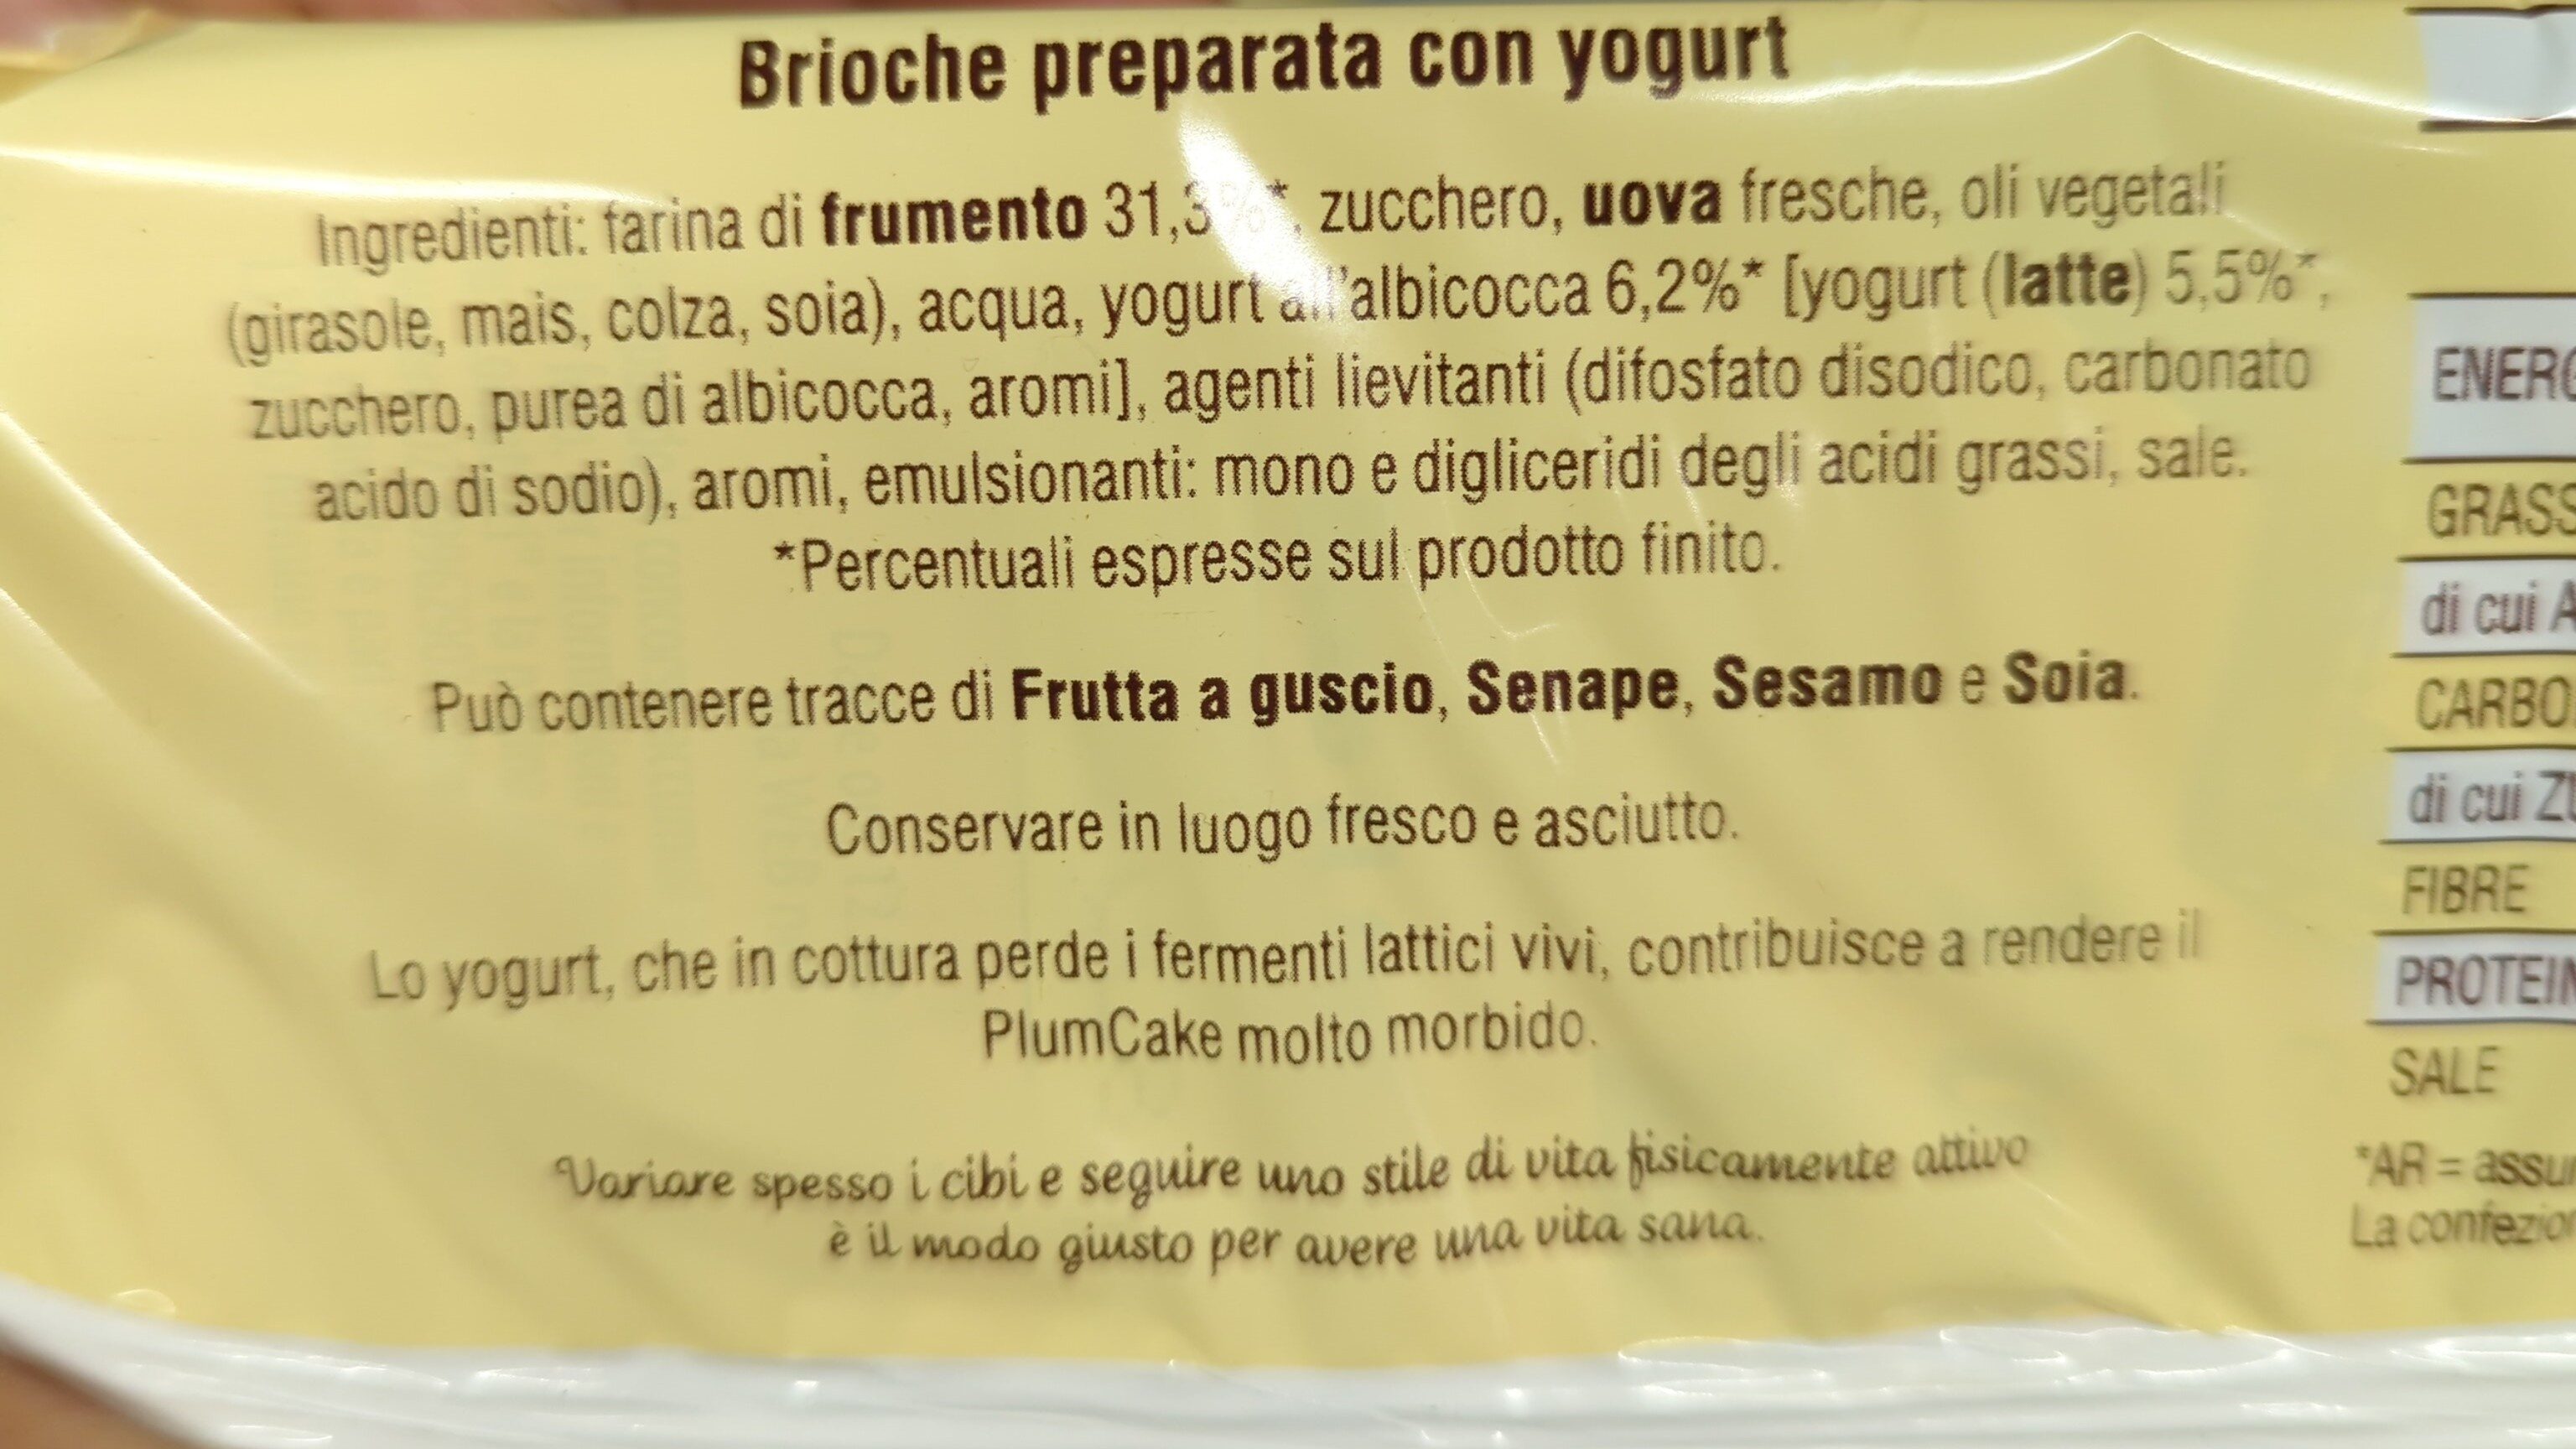 Brioche preparata con yogurt
Ingredienti: farina di frumento 31,3%*, zucchero, uova fresche, oli vegetali
(girasole, mais, colza, soia), acqua, yogurt all'albicocca 6,2%* [yogurt (latte) 5,5%*,
zucchero, purea di albicocca, aromi], agenti lievitanti (difosfato disodico, carbonato
acido di sodio), aromi, emulsionanti: mono e digliceridi degli acidi grassi, sale.
*Percentuali espresse sul prodotto finito.
Può contenere tracce di Frutta a guscio, Senape, Sesamo e Soia.
Conservare in luogo fresco e asciutto.
Lo yogurt, che in cottura perde i fermenti lattici vivi, contribuisce a rendere il
PlumCake molto morbido.
Variare spesso i cibi e seguire uno stile di vita fisicamente attivo
è il modo giusto per avere una vita sana.
ENERG
GRASS
di cui A
CARBO
di cui ZU
FIBRE
PROTEIN
SALE
*AR = assun
La confezion